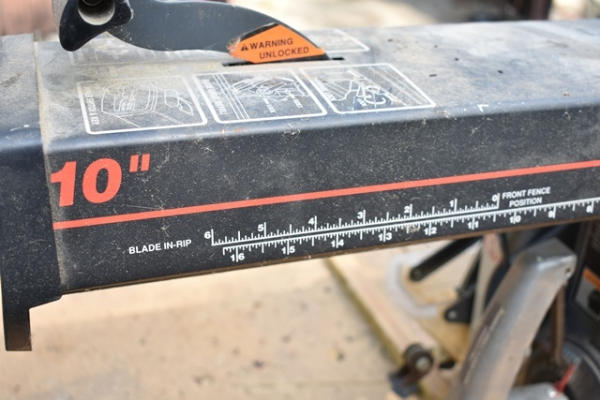 WARNING
UNLOCKED
10"
FRONT FENCE
POSITION
BLADE IN-RIP 6 5 4 3 2 1 0
16 15 14 13 12 11 10